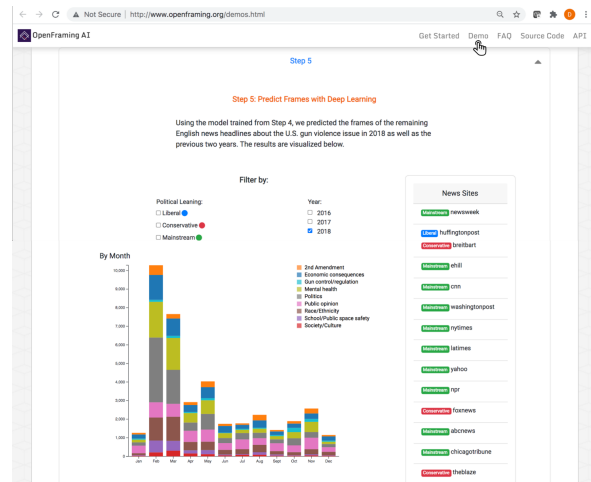 Not Secure | http://www.openframing.org/demos.html
OpenFraming AI
Get Started Demo FAQ Source Code API
Step 5
Step 5: Predict Frames with Deep Learning
Using the model trained from Step 4, we predicted the frames of the remaining
English news headlines about the U.S. gun violence issue in 2018 as well as the
previous two years. The results are visualized below.
Filter by:
Political Leaning:
Liberal
Conservative
Mainstream
Year:
2016
2017
2018
By Month
10,000
9,000
8,000
7,000
6,000
5,000
4,000
3,000
2,000
1,000
0
Jan Feb Mar Apr May Jun Jul Aug Sept Oct Nov Dec
2nd Amendment
Economic consequences
Gun control/regulation
Mental health
Politics
Public opinion
Race/Ethnicity
School/Public space safety
Society/Culture
News Sites
Mainstream newsweek
Liberal huffingtonpost
Conservative breitbart
Mainstream ehill
Mainstream cnn
Mainstream washingtonpost
Mainstream nytimes
Mainstream latimes
Mainstream yahoo
Mainstream npr
Conservative foxnews
Mainstream abcnews
Mainstream chicagotribune
Conservative theblaze